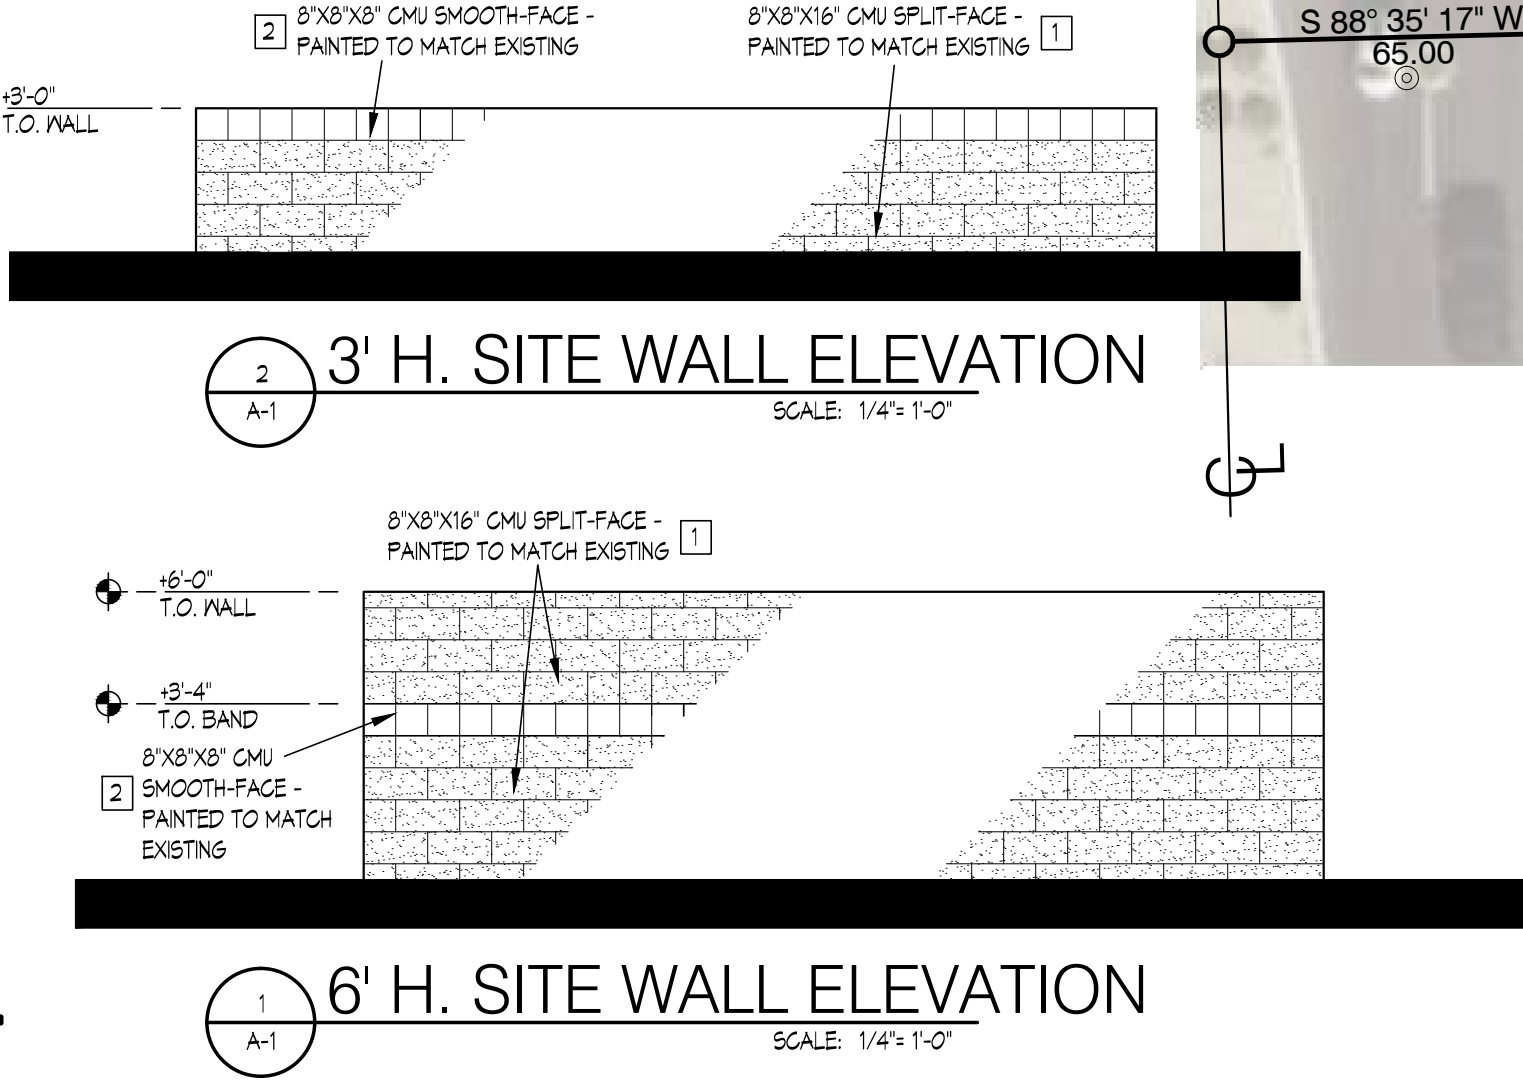 2
8"X8"X8" CMU SMOOTH-FACE -
PAINTED TO MATCH EXISTING
8"X8"X16" CMU SPLIT-FACE -
PAINTED TO MATCH EXISTING
1
S 88° 35' 17" W
65.00
+3'-0"
T.O. WALL
2
A-1
3' H. SITE WALL ELEVATION
SCALE: 1/4"= 1'-0"
CL
8"X8"X16" CMU SPLIT-FACE -
PAINTED TO MATCH EXISTING
1
+6'-0"
T.O. WALL
+3'-4"
T.O. BAND
2
8"X8"X8" CMU
SMOOTH-FACE -
PAINTED TO MATCH
EXISTING
1
A-1
6' H. SITE WALL ELEVATION
SCALE: 1/4"= 1'-0"